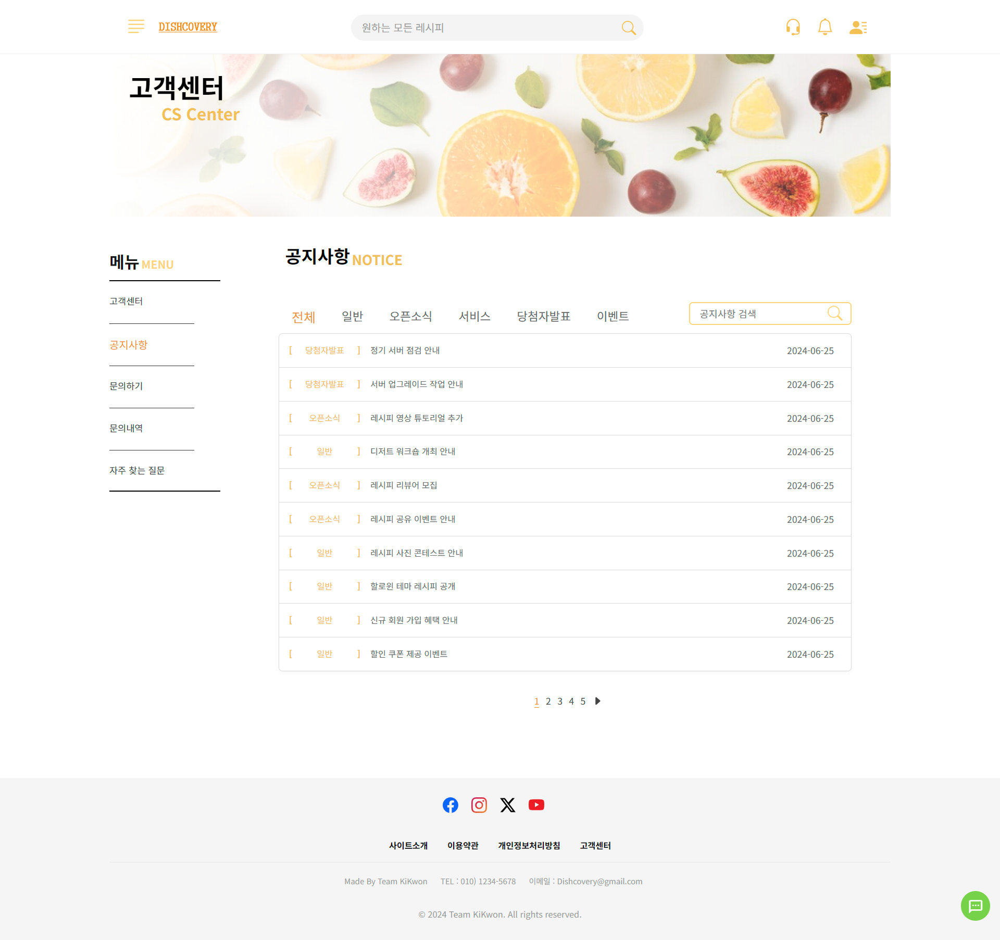 DISHCOVERY
원하는 모든 레시피
고객센터
CS Center
메뉴 MENU
고객센터
공지사항
문의하기
문의내역
자주 찾는 질문
공지사항 NOTICE
전체 일반 오픈소식 서비스 당첨자발표 이벤트
공지사항 검색
[ 당첨자발표 ] 정기 서버 점검 안내 2024-06-25
[ 당첨자발표 ] 서버 업그레이드 작업 안내 2024-06-25
[ 오픈소식 ] 레시피 영상 튜토리얼 추가 2024-06-25
[ 일반 ] 디저트 워크숍 개최 안내 2024-06-25
[ 오픈소식 ] 레시피 리뷰어 모집 2024-06-25
[ 오픈소식 ] 레시피 공유 이벤트 안내 2024-06-25
[ 일반 ] 레시피 사진 콘테스트 안내 2024-06-25
[ 일반 ] 할로윈 테마 레시피 공개 2024-06-25
[ 일반 ] 신규 회원 가입 혜택 안내 2024-06-25
[ 일반 ] 할인 쿠폰 제공 이벤트 2024-06-25
1 2 3 4 5
사이트소개 이용약관 개인정보처리방침 고객센터
Made By Team KiKwon TEL : 010) 1234-5678 이메일 : Dishcovery@gmail.com
© 2024 Team KiKwon. All rights reserved.